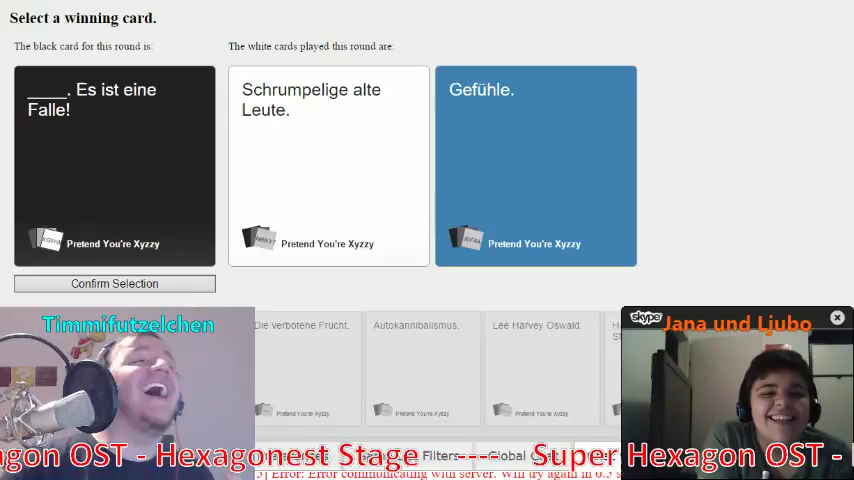 Select a winning card.
The black card for this round is:
The white cards played this round are:
____. Es ist eine
Falle!
Pretend You're Xyzzy
Schrumpelige alte
Leute.
Pretend You're Xyzzy
Gefühle.
Pretend You're Xyzzy
Confirm Selection
Timmifutzelchen
Die verbotene Frucht.
Pretend You're Xyzzy
Autokannibalismus.
Pretend You're Xyzzy
Lee Harvey Oswald.
Pretend You're Xyzzy
skype
Jana und Ljubo
Filters
Global
agon OST - Hexagonest Stage ---- Super Hexagon OST -
Error: Error communicating with server. Will try again in 0.5 s